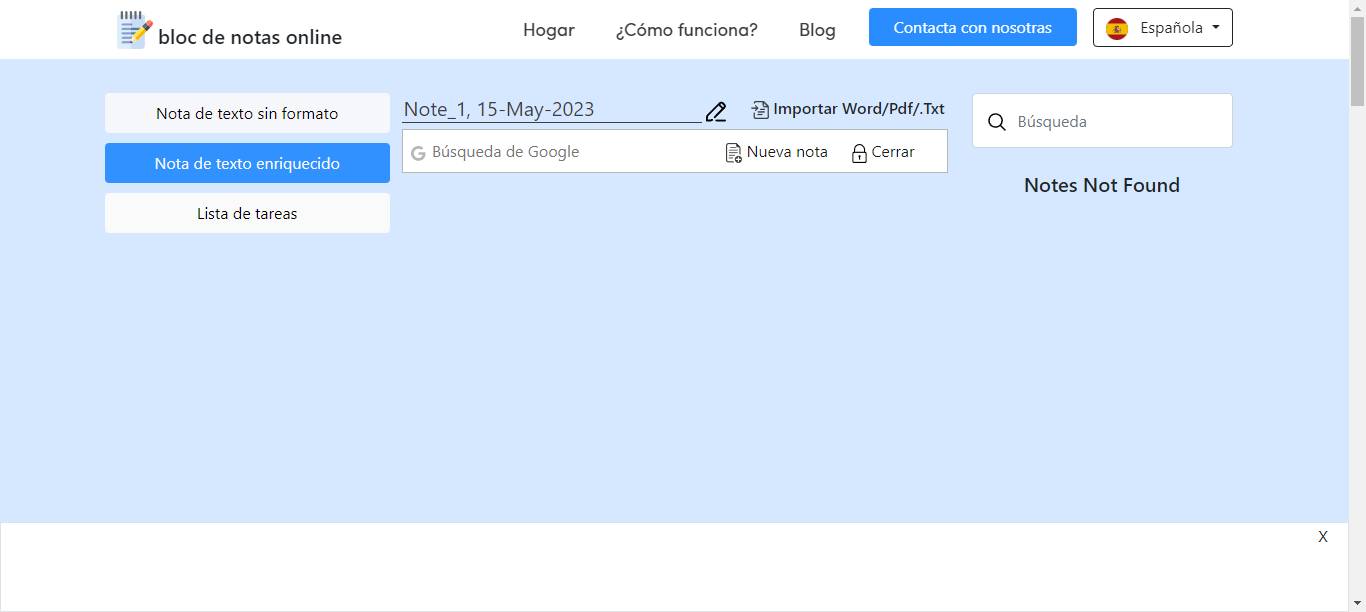 bloc de notas online
Hogar
¿Cómo funciona?
Blog
Contacta con nosotras
Española
Nota de texto sin formato
Nota de texto enriquecido
Lista de tareas
Note_1, 15-May-2023
Importar Word/Pdf/.Txt
Búsqueda de Google
Nueva nota
Cerrar
Búsqueda
Notes Not Found
X